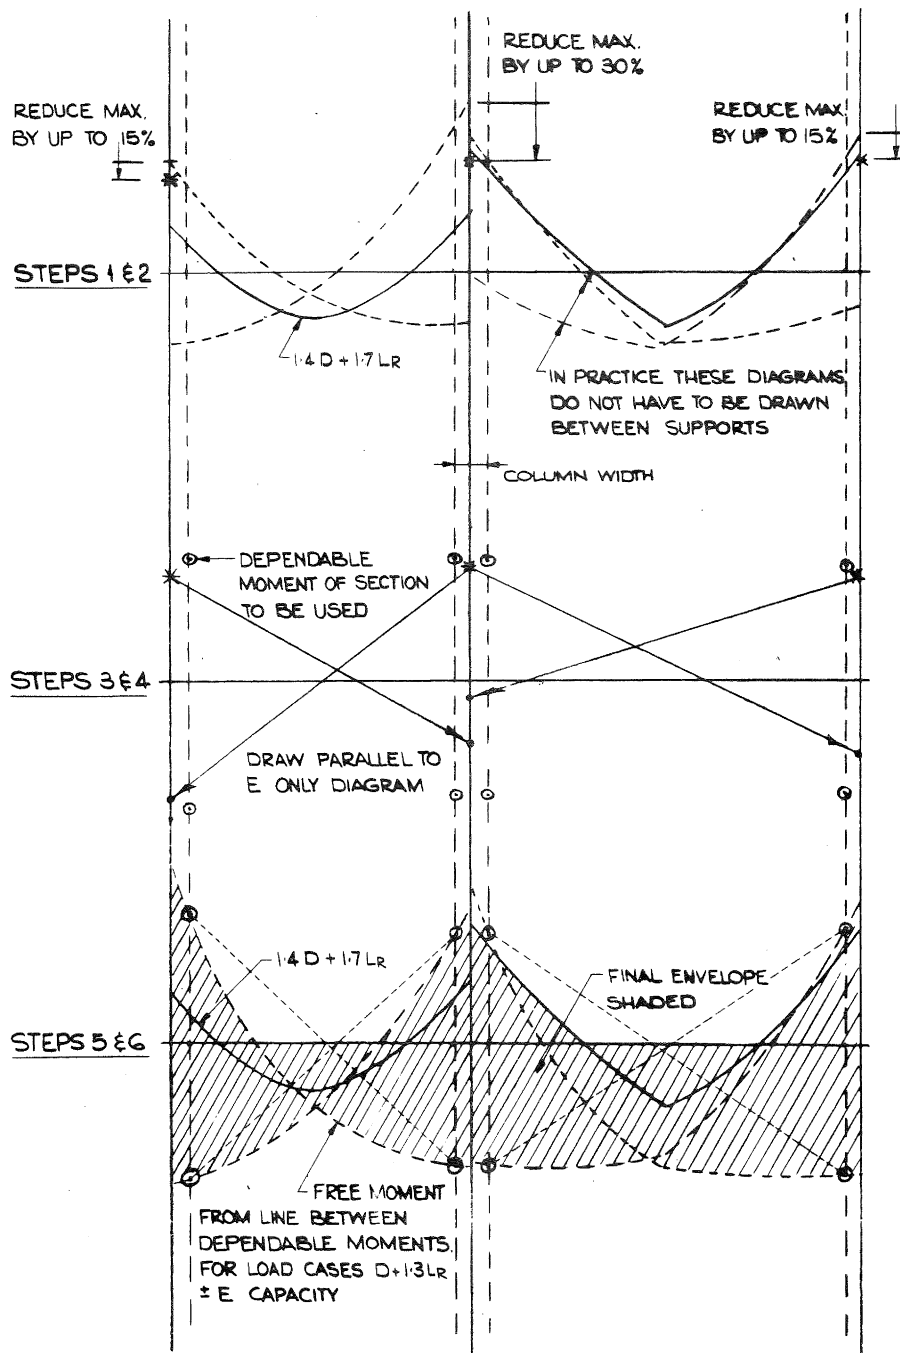 REDUCE MAX.
BY UP TO 30%
REDUCE MAX.
BY UP TO 15%
REDUCE MAX
BY UP TO 15%
STEPS 1 & 2
1·4 D + 1·7 LR
IN PRACTICE THESE DIAGRAMS
DO NOT HAVE TO BE DRAWN
BETWEEN SUPPORTS
COLUMN WIDTH
DEPENDABLE
MOMENT OF SECTION
TO BE USED
STEPS 3 & 4
DRAW PARALLEL TO
E ONLY DIAGRAM
1·4 D + 1·7 LR
FINAL ENVELOPE
SHADED
STEPS 5 & 6
FREE MOMENT
FROM LINE BETWEEN
DEPENDABLE MOMENTS.
FOR LOAD CASES D+1·3LR
± E CAPACITY